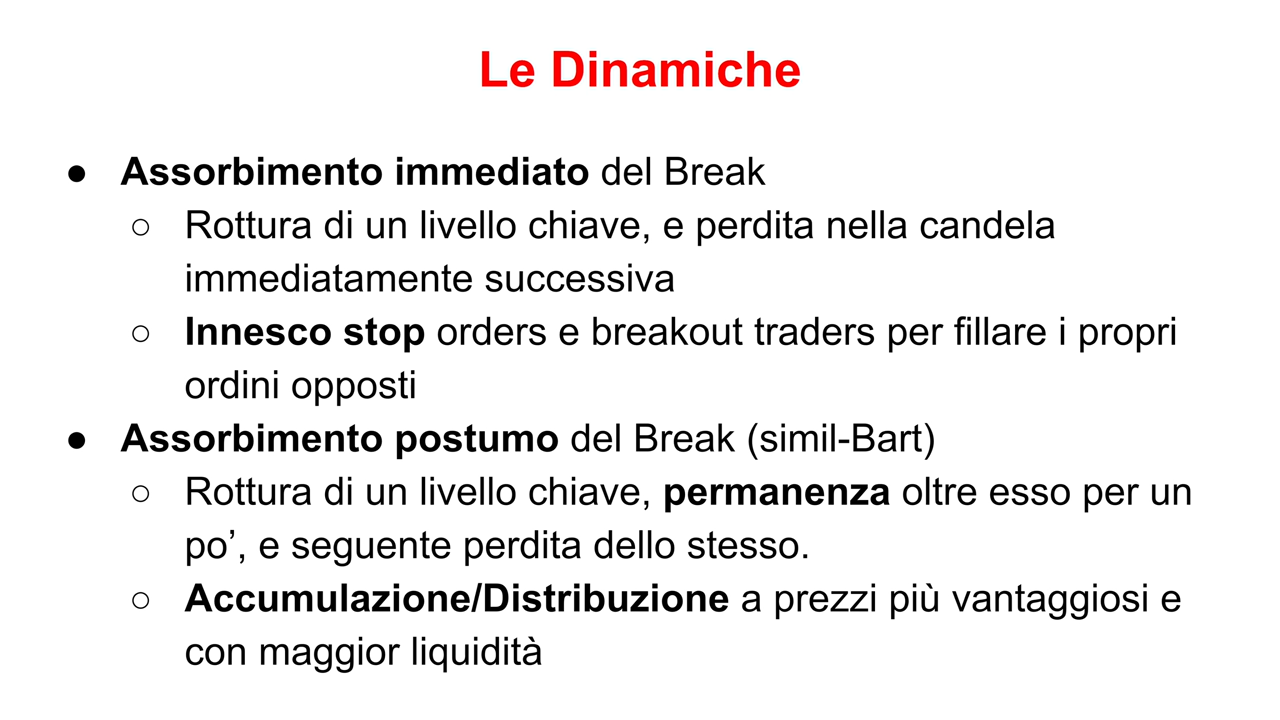 Le Dinamiche
● Assorbimento immediato del Break
○ Rottura di un livello chiave, e perdita nella candela
immediatamente successiva
○ Innesco stop orders e breakout traders per fillare i propri
ordini opposti
● Assorbimento postumo del Break (simil-Bart)
○ Rottura di un livello chiave, permanenza oltre esso per un
po’, e seguente perdita dello stesso.
○ Accumulazione/Distribuzione a prezzi più vantaggiosi e
con maggior liquidità